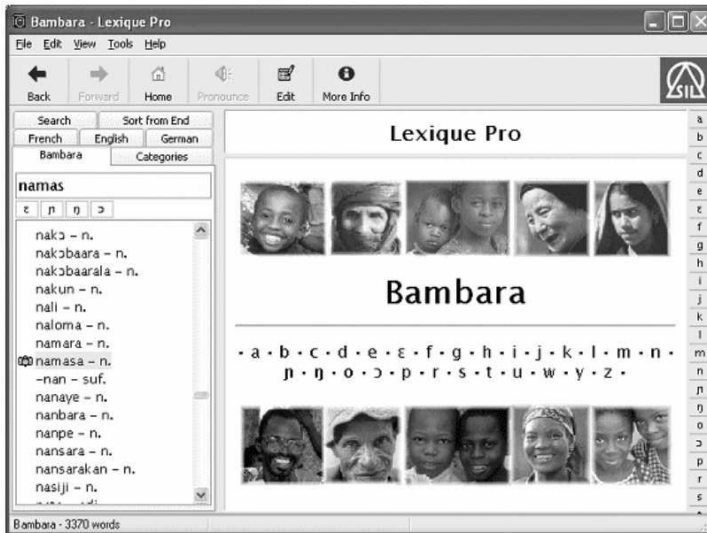 Bambara - Lexique Pro
File Edit View Tools Help
Back Forward Home Pronounce Edit More Info
SIL
Search Sort from End
French English German
Bambara Categories
namas
ɛ ɲ ŋ ɔ
nakɔ – n.
nakɔbaara – n.
nakɔbaarala – n.
nakun – n.
nali – n.
naloma – n.
namara – n.
namasa – n.
–nan – suf.
nanaye – n.
nanbara – n.
nanpe – n.
nansara – n.
nansarakan – n.
nasiji – n.
Lexique Pro
Bambara
· a · b · c · d · e · ɛ · f · g · h · i · j · k · l · m · n ·
ɲ · ŋ · o · ɔ · p · r · s · t · u · w · y · z ·
a
b
c
d
e
ɛ
f
g
h
i
j
k
l
m
n
ɲ
ŋ
o
ɔ
p
r
s
Bambara - 3370 words